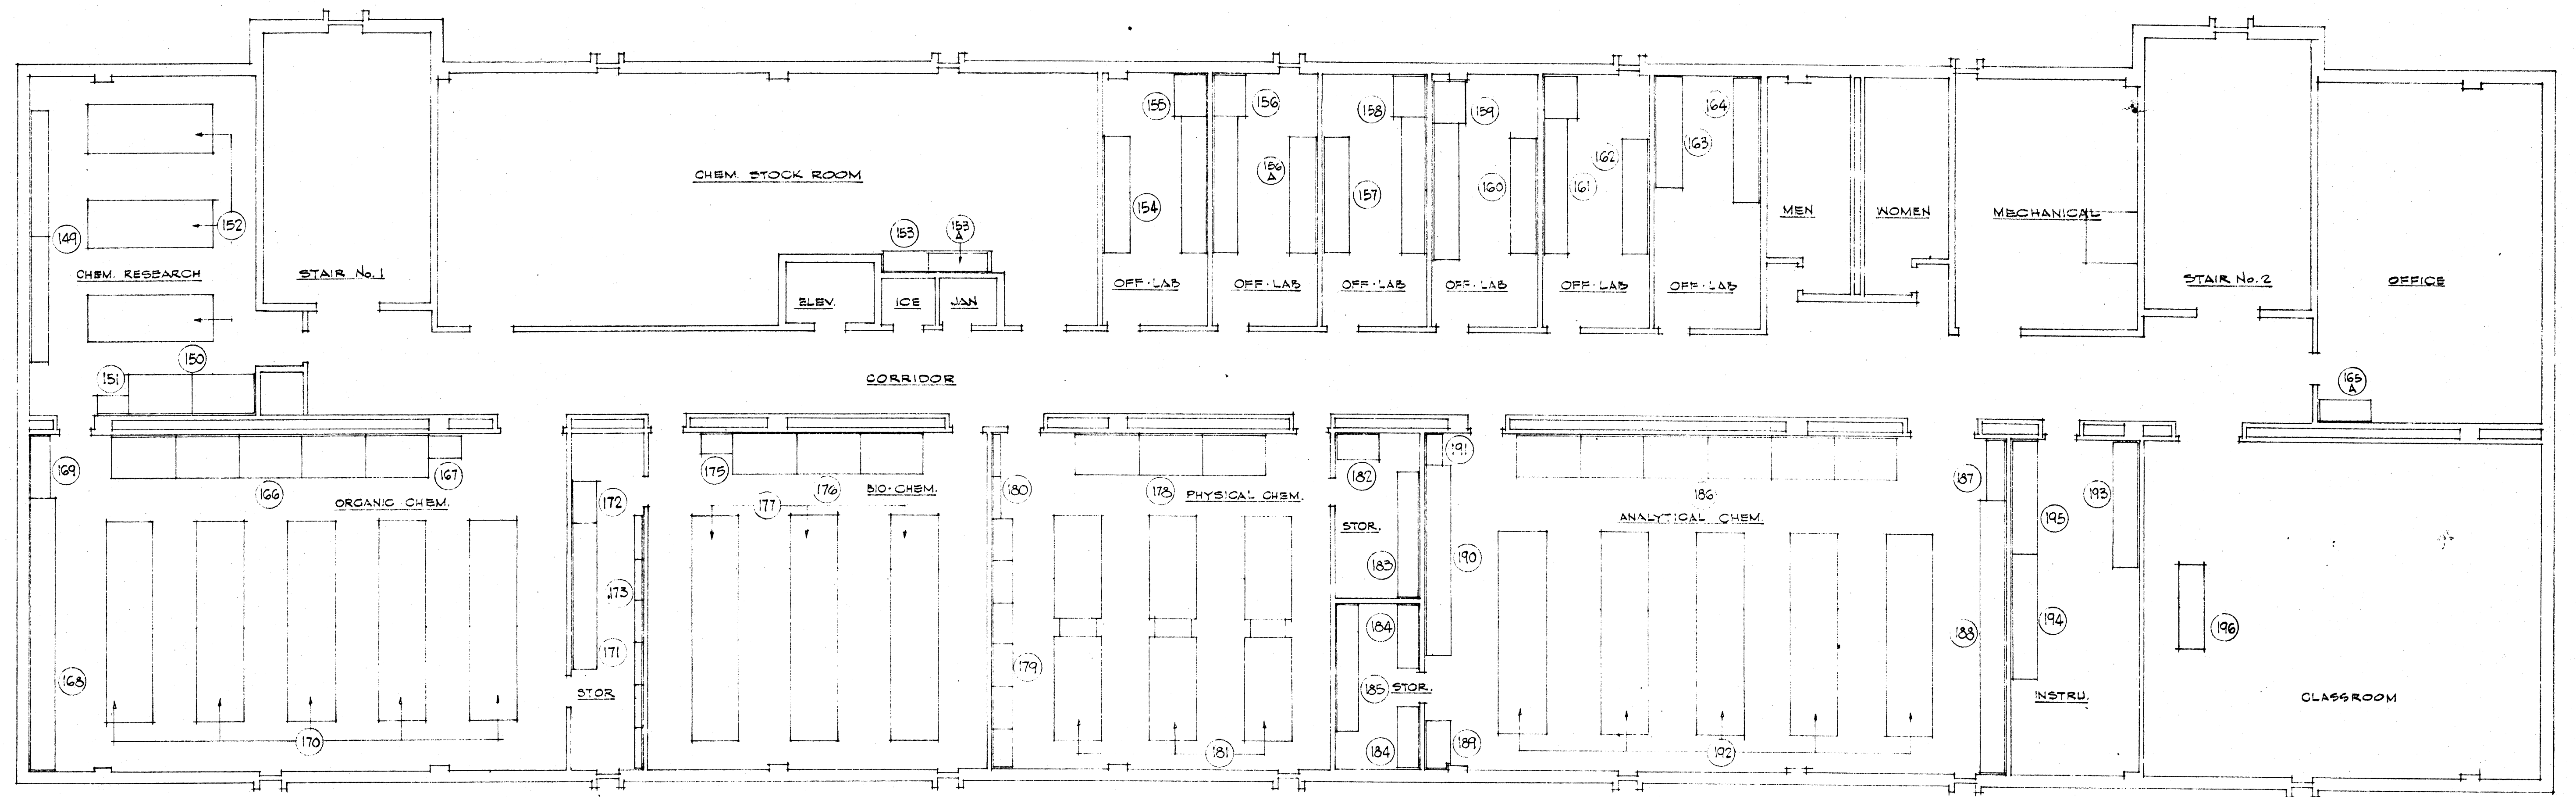 149
152
CHEM. RESEARCH
150
151
STAIR No. 1
CHEM. STOCK ROOM
153
153 A
ELEV.
ICE
JAN
155
154
OFF·LAB
156
156 A
OFF·LAB
158
157
OFF·LAB
159
160
OFF·LAB
161
162
OFF·LAB
163
164
OFF·LAB
MEN
WOMEN
MECHANICAL
STAIR No. 2
OFFICE
165 A
CORRIDOR
169
166
167
ORGANIC CHEM.
168
170
172
173
171
STOR
175
176
BIO-CHEM.
177
180
178
PHYSICAL CHEM.
179
181
182
STOR.
183
184
185
STOR.
184
191
190
189
186
ANALYTICAL CHEM.
187
188
192
195
193
194
INSTRU.
196
CLASSROOM